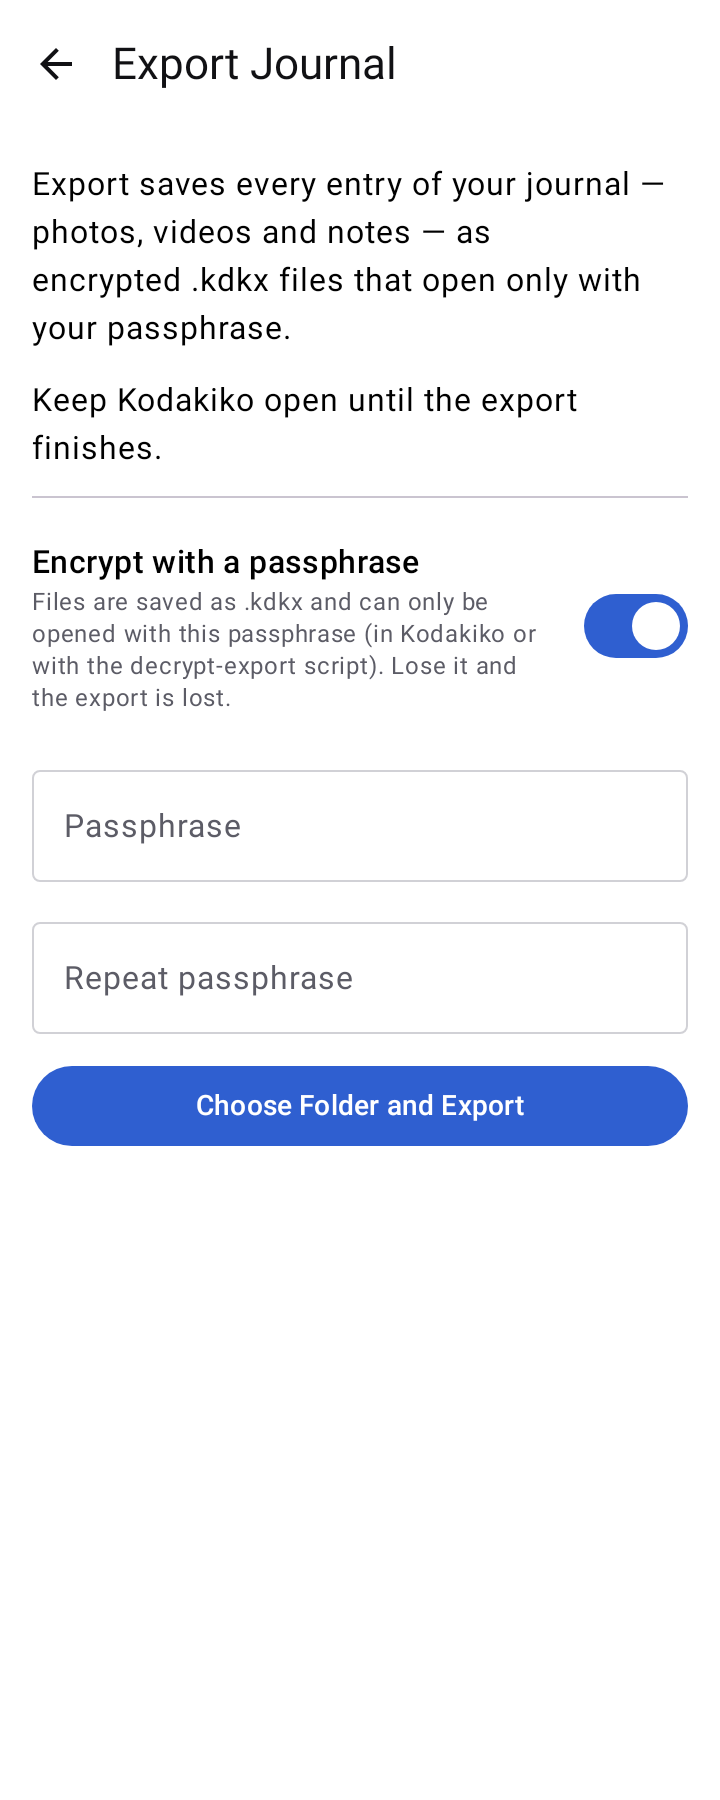 Export Journal
Export saves every entry of your journal —
photos, videos and notes — as
encrypted .kdkx files that open only with
your passphrase.
Keep Kodakiko open until the export
finishes.
Encrypt with a passphrase
Files are saved as .kdkx and can only be
opened with this passphrase (in Kodakiko or
with the decrypt-export script). Lose it and
the export is lost.
Passphrase
Repeat passphrase
Choose Folder and Export